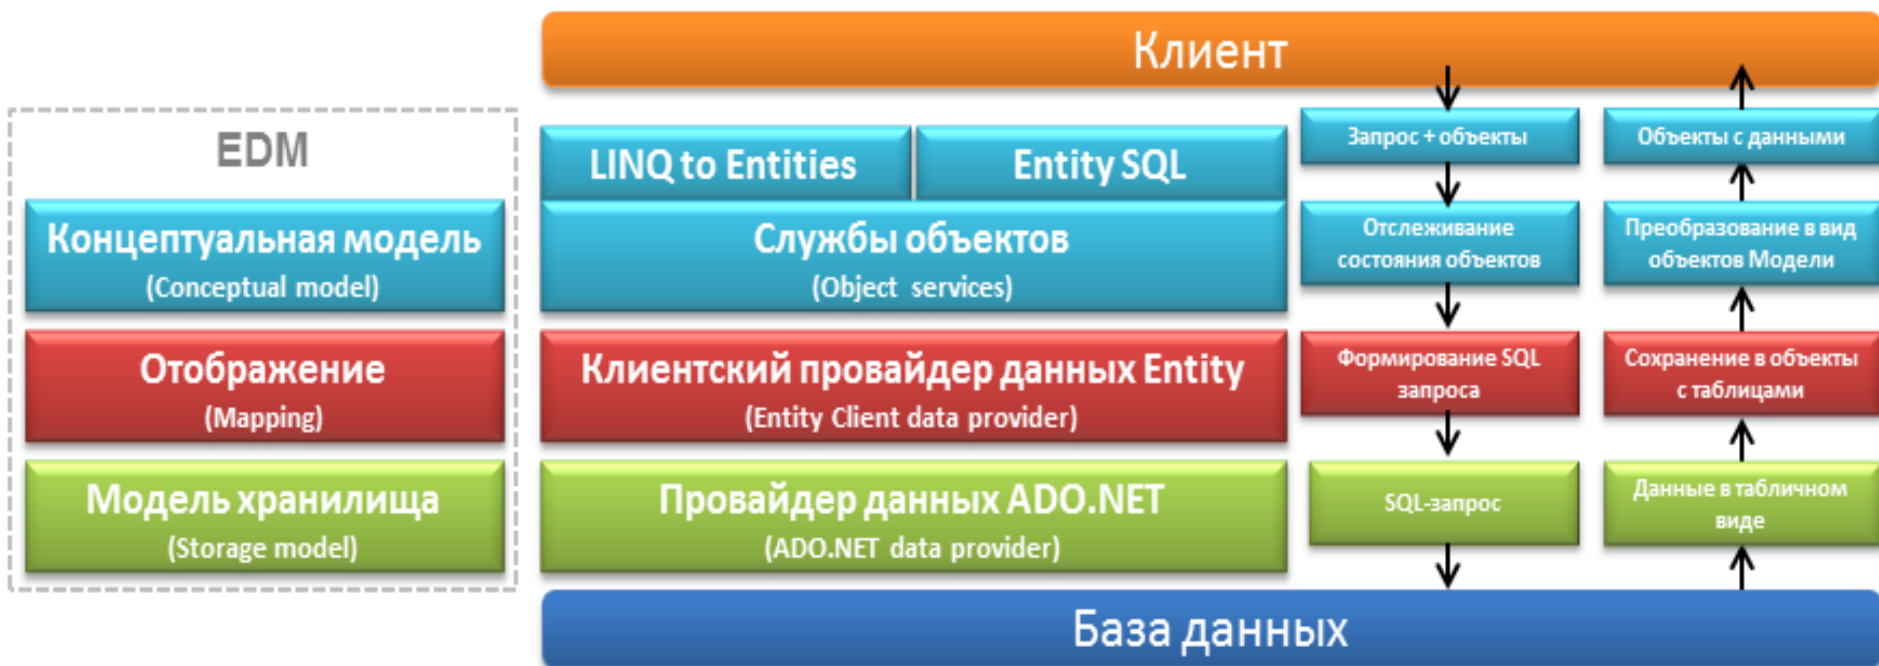 Клиент
EDM
Концептуальная модель
(Conceptual model)
Отображение
(Mapping)
Модель хранилища
(Storage model)
LINQ to Entities
Entity SQL
Службы объектов
(Object services)
Клиентский провайдер данных Entity
(Entity Client data provider)
Провайдер данных ADO.NET
(ADO.NET data provider)
Запрос + объекты
Отслеживание
состояния объектов
Формирование SQL
запроса
SQL-запрос
Объекты с данными
Преобразование в вид
объектов Модели
Сохранение в объекты
с таблицами
Данные в табличном
виде
База данных